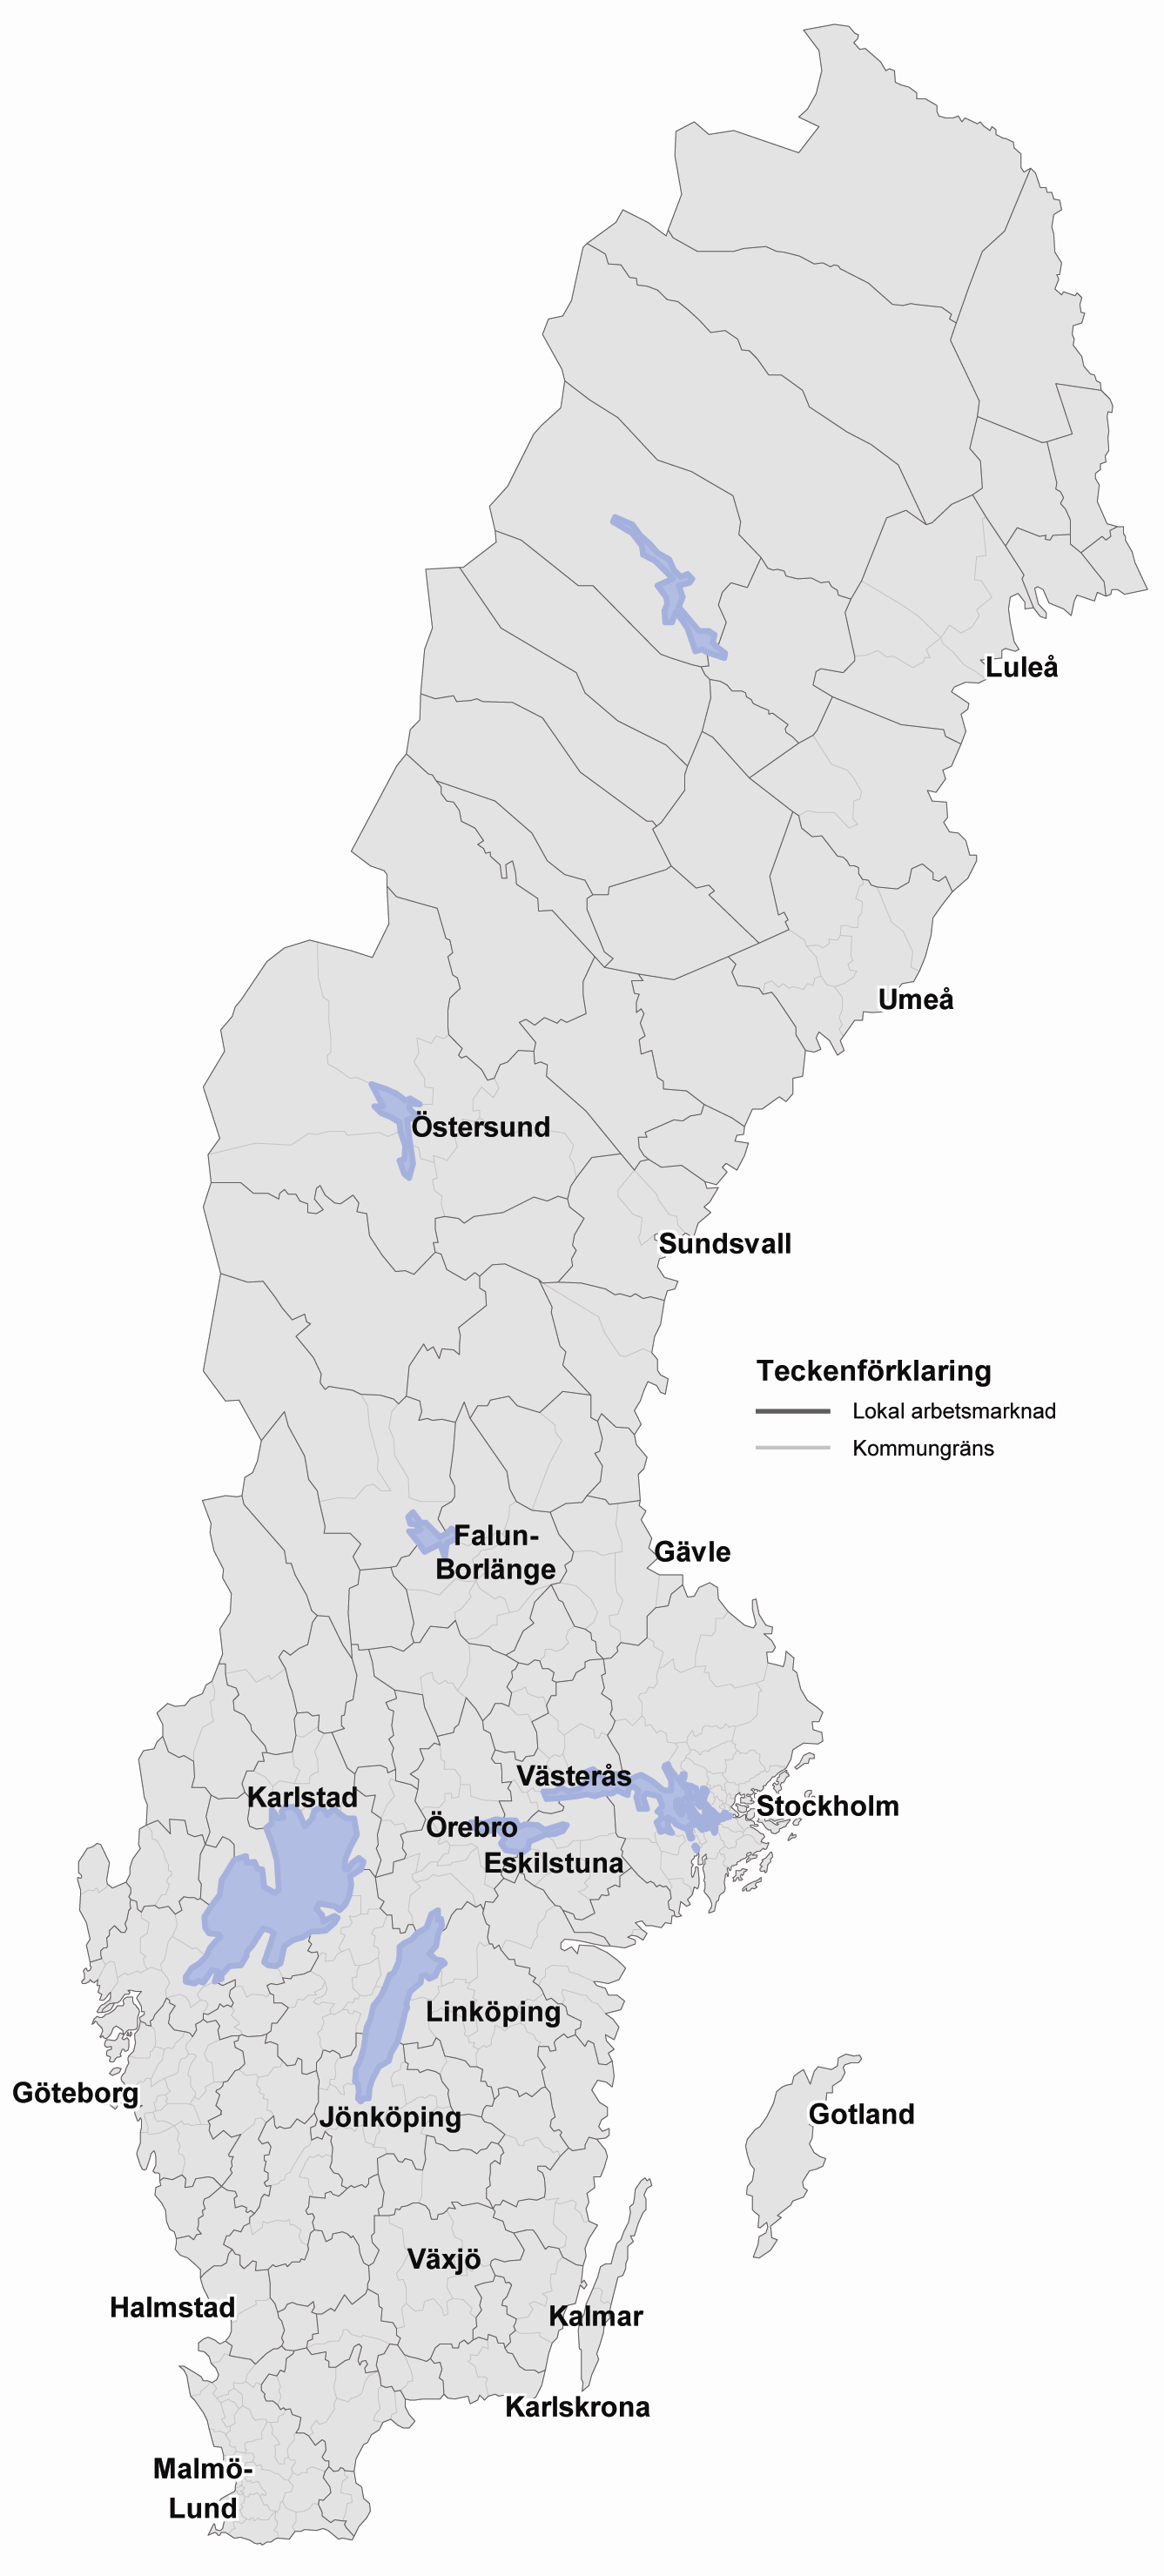 Luleå
Umeå
Östersund
Sundsvall
Teckenförklaring
Lokal arbetsmarknad
Kommungräns
Falun-
Borlänge
Gävle
Västerås
Karlstad
Stockholm
Örebro
Eskilstuna
Linköping
Göteborg
Jönköping
Gotland
Växjö
Halmstad
Kalmar
Karlskrona
Malmö-
Lund